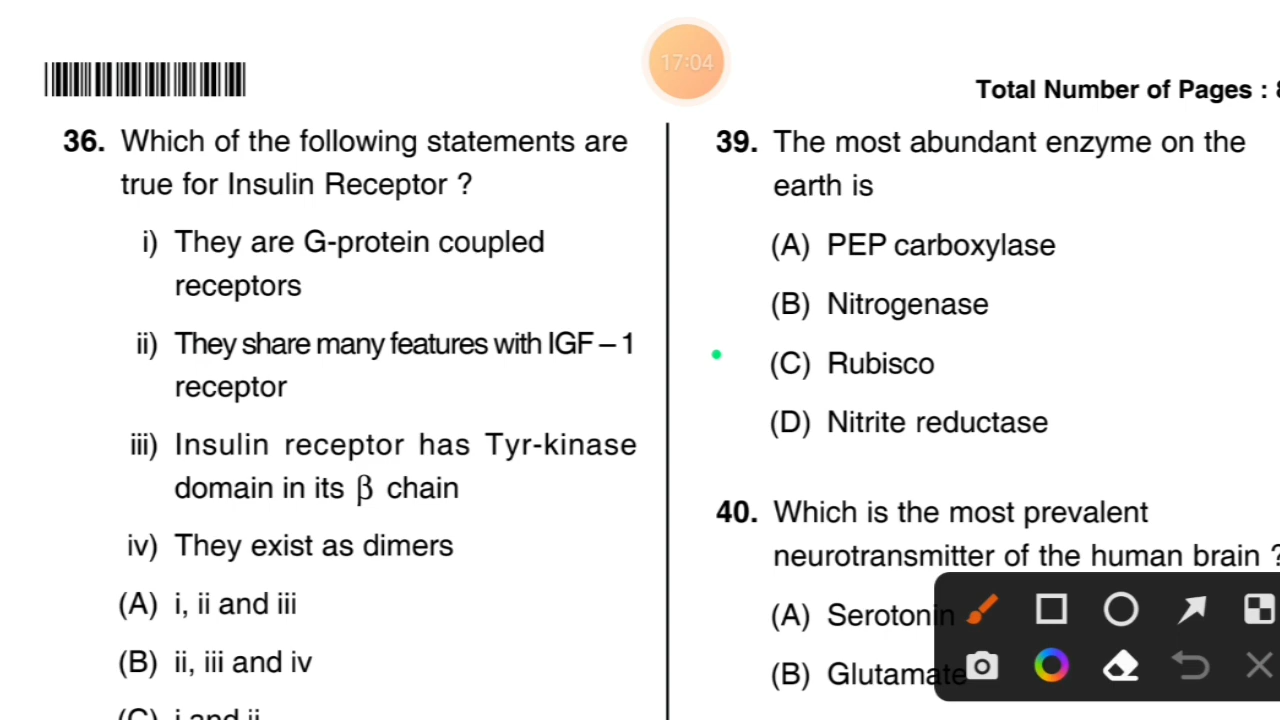 17:04
Total Number of Pages :
36. Which of the following statements are
true for Insulin Receptor ?
i) They are G-protein coupled
receptors
ii) They share many features with IGF – 1
receptor
iii) Insulin receptor has Tyr-kinase
domain in its β chain
iv) They exist as dimers
(A) i, ii and iii
(B) ii, iii and iv
(C) i and ii
39. The most abundant enzyme on the
earth is
(A) PEP carboxylase
(B) Nitrogenase
(C) Rubisco
(D) Nitrite reductase
40. Which is the most prevalent
neurotransmitter of the human brain ?
(A) Serotonin
(B) Glutamate